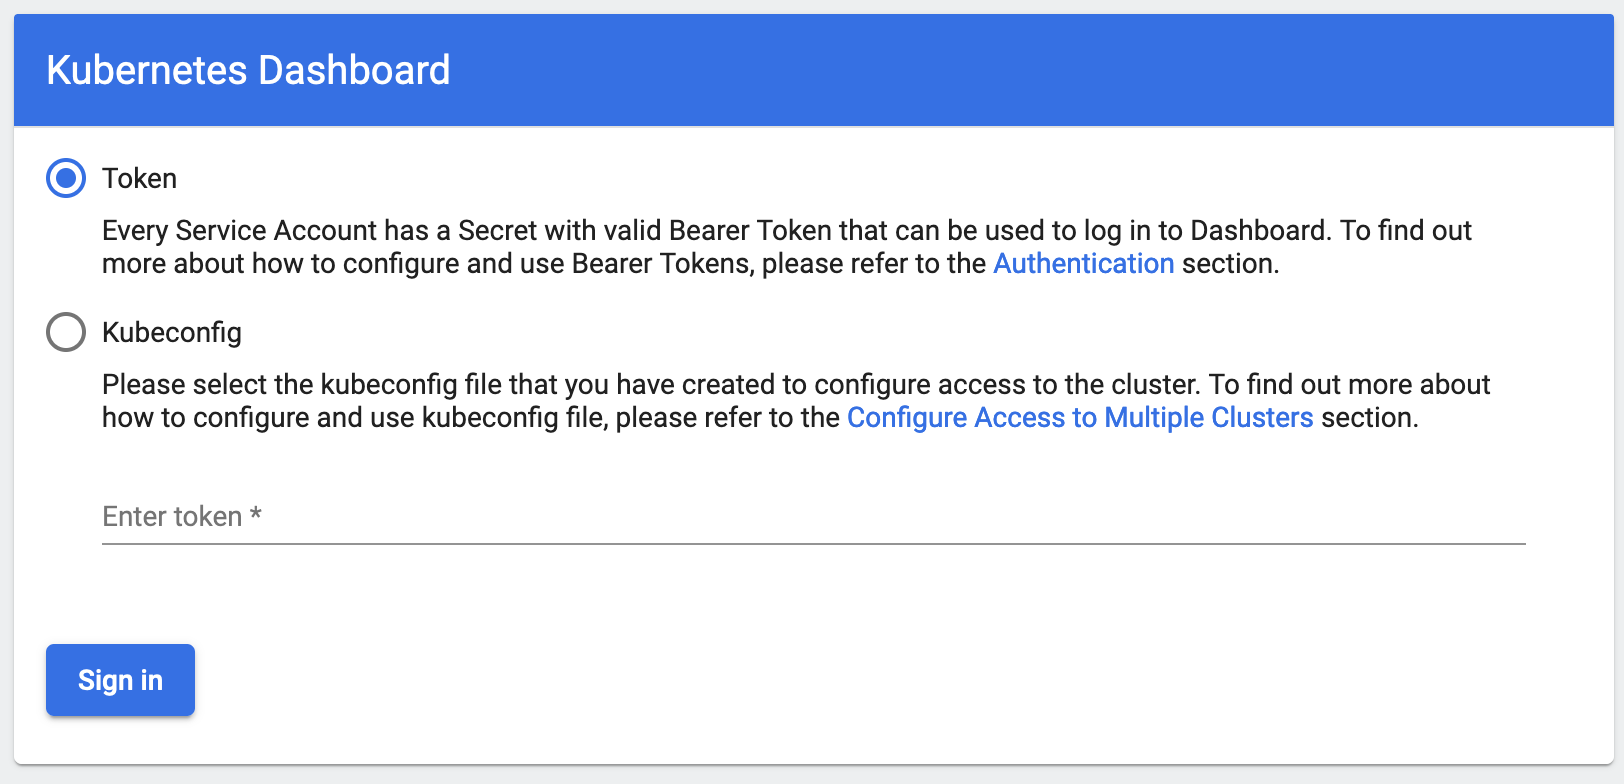 Kubernetes Dashboard
Token
Every Service Account has a Secret with valid Bearer Token that can be used to log in to Dashboard. To find out
more about how to configure and use Bearer Tokens, please refer to the Authentication section.
Kubeconfig
Please select the kubeconfig file that you have created to configure access to the cluster. To find out more about
how to configure and use kubeconfig file, please refer to the Configure Access to Multiple Clusters section.
Enter token *
Sign in